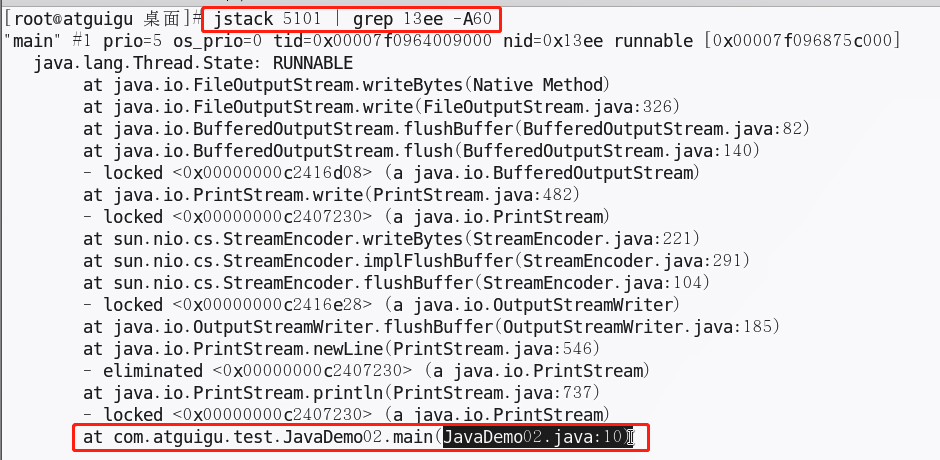 [root@atguigu 桌面]# jstack 5101 | grep 13ee -A60
"main" #1 prio=5 os_prio=0 tid=0x00007f0964009000 nid=0x13ee runnable [0x00007f096875c000]
java.lang.Thread.State: RUNNABLE
at java.io.FileOutputStream.writeBytes(Native Method)
at java.io.FileOutputStream.write(FileOutputStream.java:326)
at java.io.BufferedOutputStream.flushBuffer(BufferedOutputStream.java:82)
at java.io.BufferedOutputStream.flush(BufferedOutputStream.java:140)
- locked <0x00000000c2416d08> (a java.io.BufferedOutputStream)
at java.io.PrintStream.write(PrintStream.java:482)
- locked <0x00000000c2407230> (a java.io.PrintStream)
at sun.nio.cs.StreamEncoder.writeBytes(StreamEncoder.java:221)
at sun.nio.cs.StreamEncoder.implFlushBuffer(StreamEncoder.java:291)
at sun.nio.cs.StreamEncoder.flushBuffer(StreamEncoder.java:104)
- locked <0x00000000c2416e28> (a java.io.OutputStreamWriter)
at java.io.OutputStreamWriter.flushBuffer(OutputStreamWriter.java:185)
at java.io.PrintStream.newLine(PrintStream.java:546)
- eliminated <0x00000000c2407230> (a java.io.PrintStream)
at java.io.PrintStream.println(PrintStream.java:737)
- locked <0x00000000c2407230> (a java.io.PrintStream)
at com.atguigu.test.JavaDemo02.main(JavaDemo02.java:10)